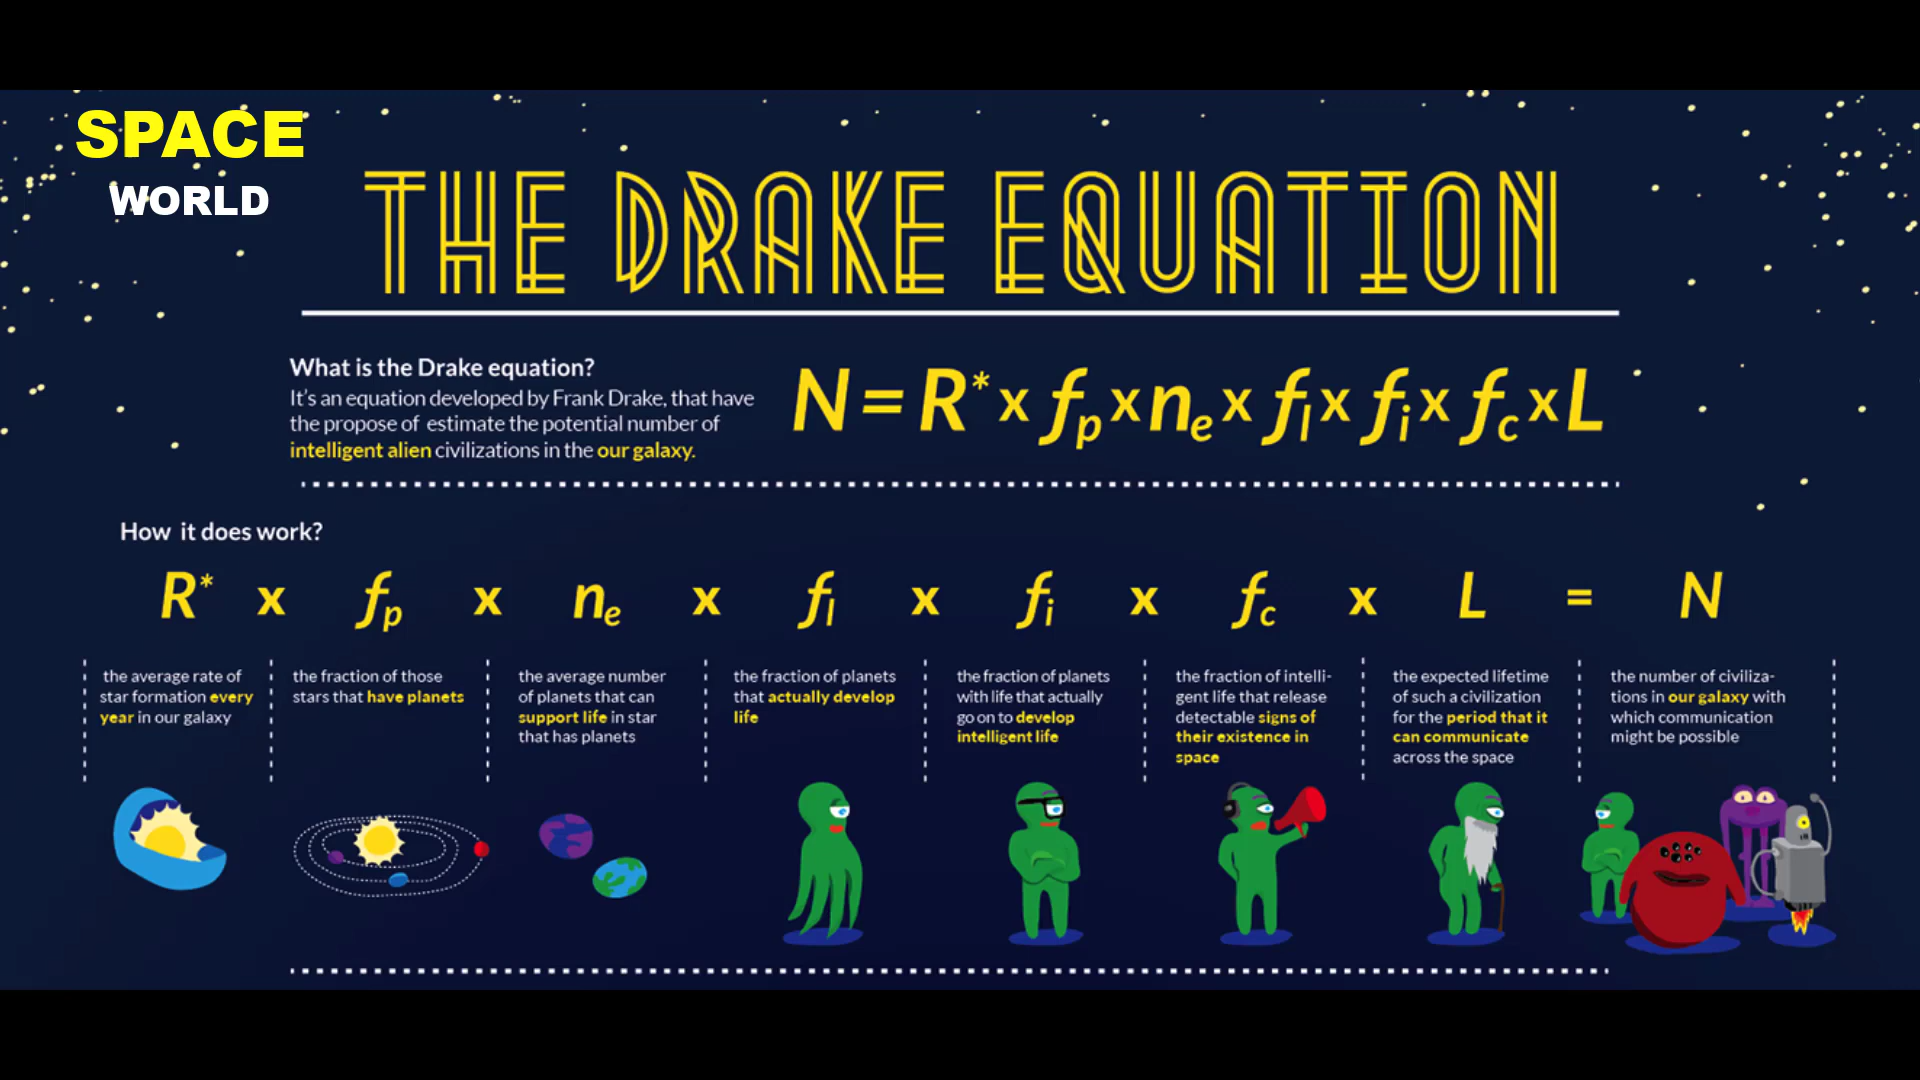 SPACE
WORLD
THE DRAKE EQUATION
What is the Drake equation?
It's an equation developed by Frank Drake, that have
the propose of estimate the potential number of
intelligent alien civilizations in the our galaxy.
N = R* x fp x ne x fl x fi x fc x L
How it does work?
R* x fp x ne x fl x fi x fc x L = N
the average rate of
star formation every
year in our galaxy
the fraction of those
stars that have planets
the average number
of planets that can
support life in star
that has planets
the fraction of planets
that actually develop
life
the fraction of planets
with life that actually
go on to develop
intelligent life
the fraction of intelli-
gent life that release
detectable signs of
their existence in
space
the expected lifetime
of such a civilization
for the period that it
can communicate
across the space
the number of civiliza-
tions in our galaxy with
which communication
might be possible